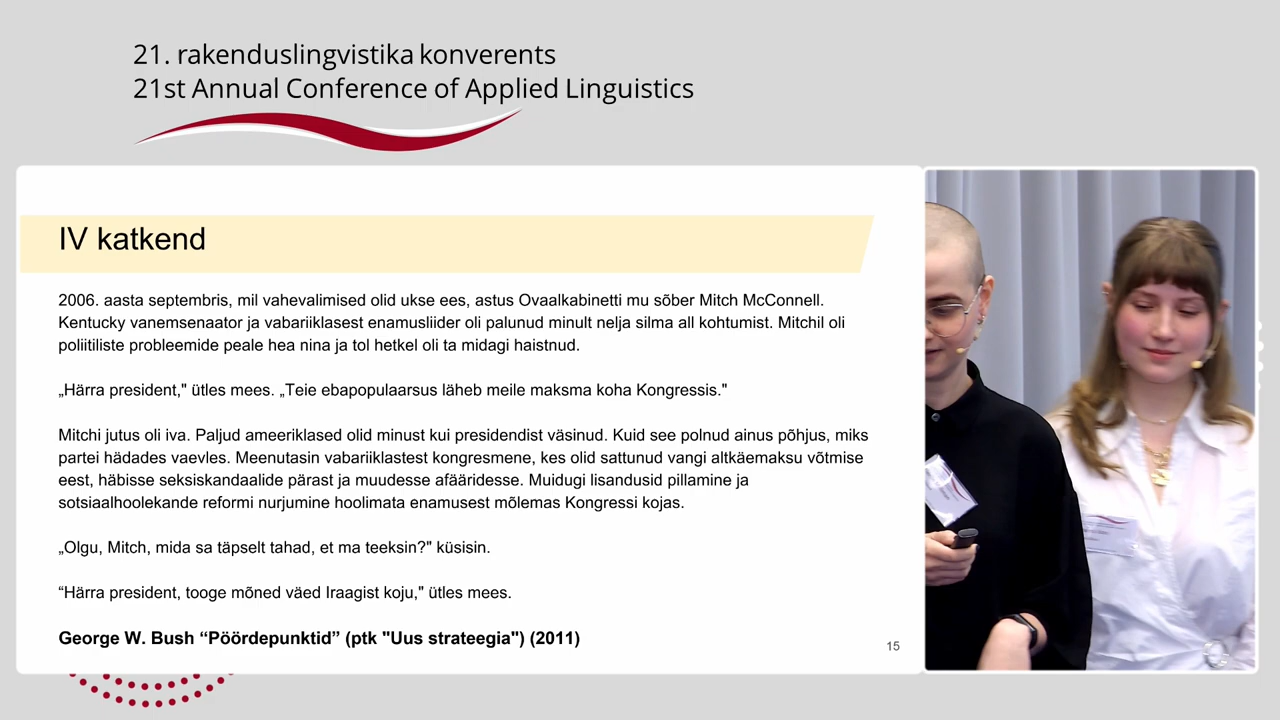 21. rakenduslingvistika konverents
21st Annual Conference of Applied Linguistics
IV katkend
2006. aasta septembris, mil vahevalimised olid ukse ees, astus Ovaalkabinetti mu sõber Mitch McConnell.
Kentucky vanemsenaator ja vabariiklasest enamusliider oli palunud minult nelja silma all kohtumist. Mitchil oli
poliitiliste probleemide peale hea nina ja tol hetkel oli ta midagi haistnud.
„Härra president," ütles mees. „Teie ebapopulaarsus läheb meile maksma koha Kongressis."
Mitchi jutus oli iva. Paljud ameeriklased olid minust kui presidendist väsinud. Kuid see polnud ainus põhjus, miks
partei hädades vaevles. Meenutasin vabariiklastest kongresmene, kes olid sattunud vangi altkäemaksu võtmise
eest, häbisse seksiskandaalide pärast ja muudesse afääridesse. Muidugi lisandusid pillamine ja
sotsiaalhoolekande reformi nurjumine hoolimata enamusest mõlemas Kongressi kojas.
„Olgu, Mitch, mida sa täpselt tahad, et ma teeksin?" küsisin.
“Härra president, tooge mõned väed Iraagist koju," ütles mees.
George W. Bush “Pöördepunktid” (ptk "Uus strateegia") (2011)
15